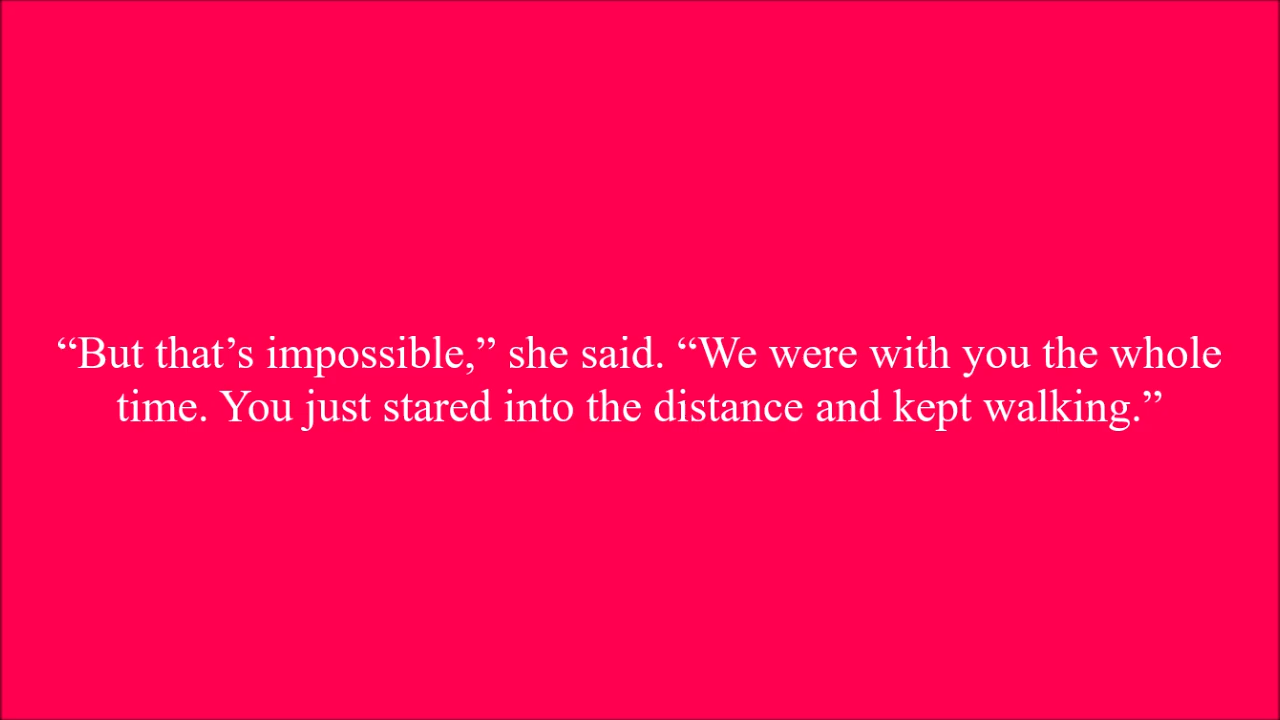 “But that’s impossible,” she said. “We were with you the whole
time. You just stared into the distance and kept walking.”